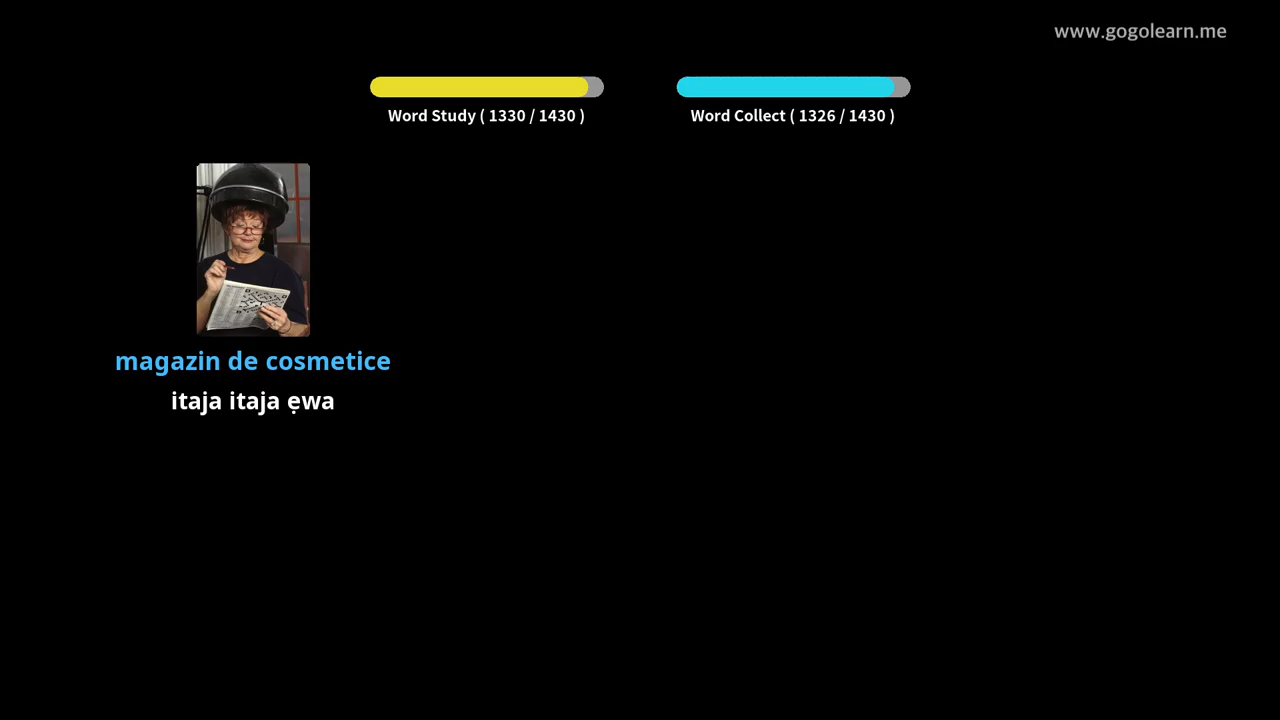 www.gogolearn.me
Word Study ( 1330 / 1430 )
Word Collect ( 1326 / 1430 )
magazin de cosmetice
itaja itaja ẹwa